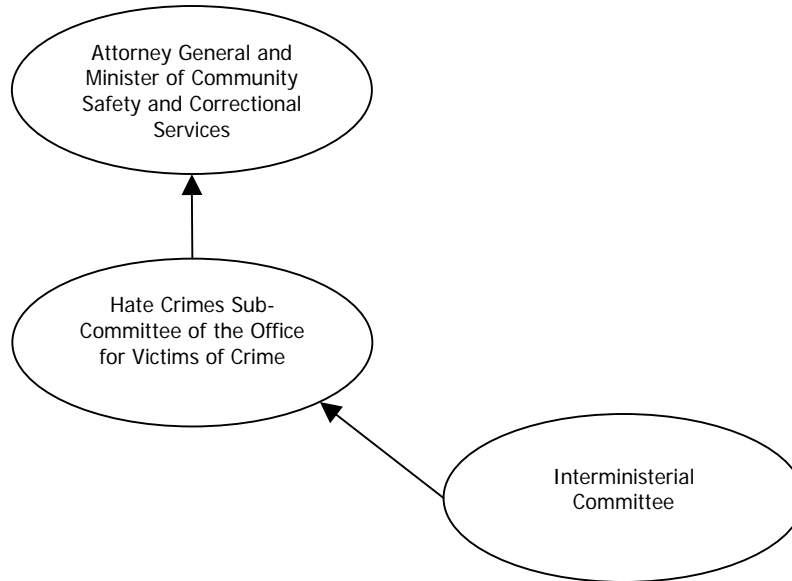 Attorney General and
Minister of Community
Safety and Correctional
Services
Hate Crimes Sub-
Committee of the Office
for Victims of Crime
Interministerial
Committee